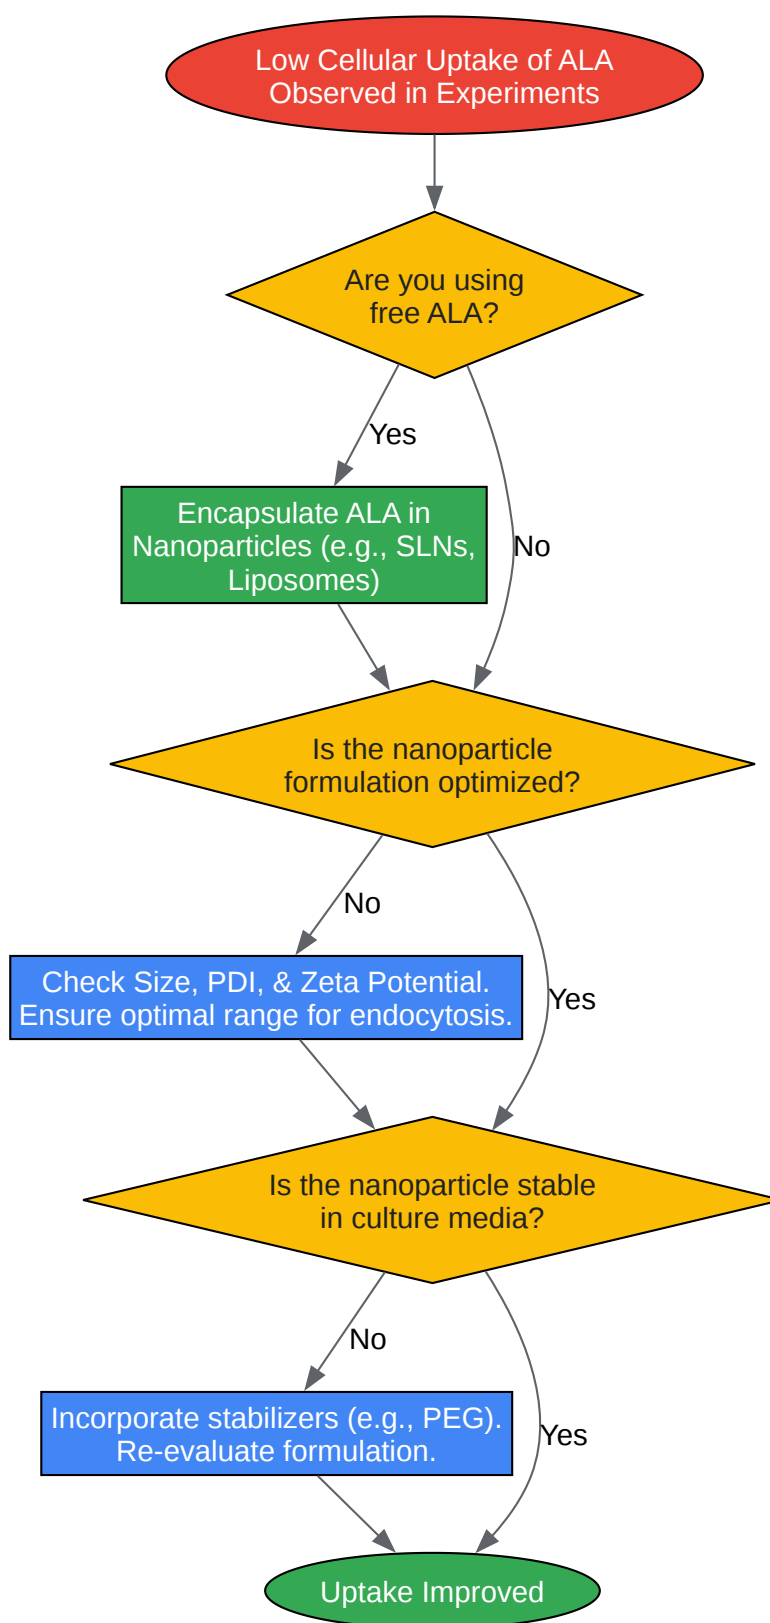 Low Cellular Uptake of ALA
Observed in Experiments
Are you using
free ALA?
Yes
Encapsulate ALA in
Nanoparticles (e.g., SLNs,
Liposomes)
No
Is the nanoparticle
formulation optimized?
No
Check Size, PDI, & Zeta Potential.
Ensure optimal range for endocytosis.
Yes
Is the nanoparticle stable
in culture media?
No
Incorporate stabilizers (e.g., PEG).
Re-evaluate formulation.
Yes
Uptake Improved